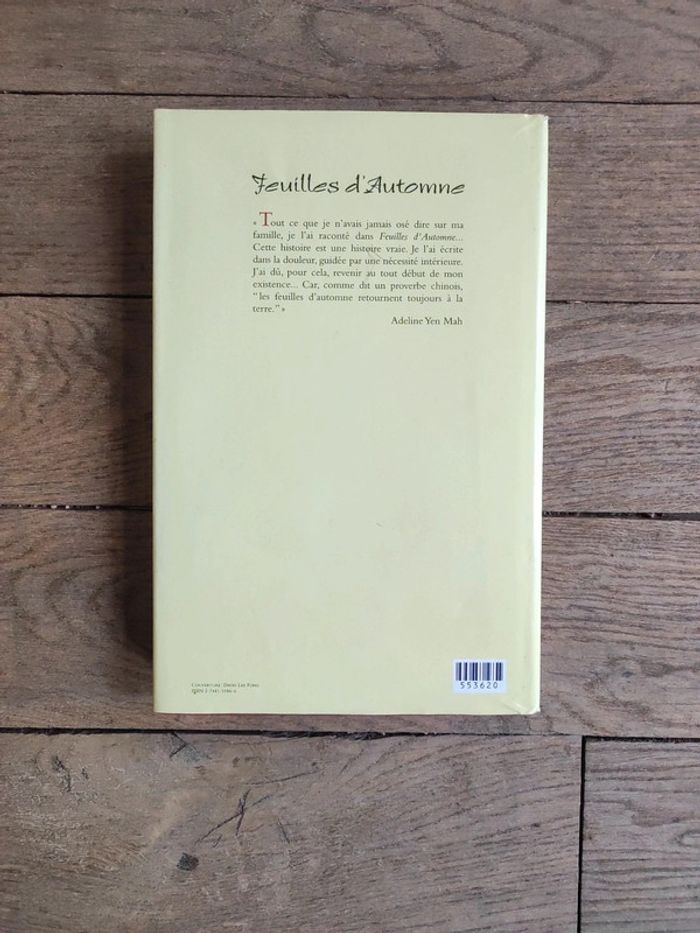 Feuilles d'Automne
« Tout ce que je n'avais jamais osé dire sur ma
famille, je l'ai raconté dans Feuilles d'Automne...
Cette histoire est une histoire vraie. Je l'ai écrite
dans la douleur, guidée par une nécessité intérieure.
J'ai dû, pour cela, revenir au tout début de mon
existence... Car, comme dit un proverbe chinois,
“les feuilles d'automne retournent toujours à la
terre.” »
Adeline Yen Mah
Couverture:
ISBN
553620